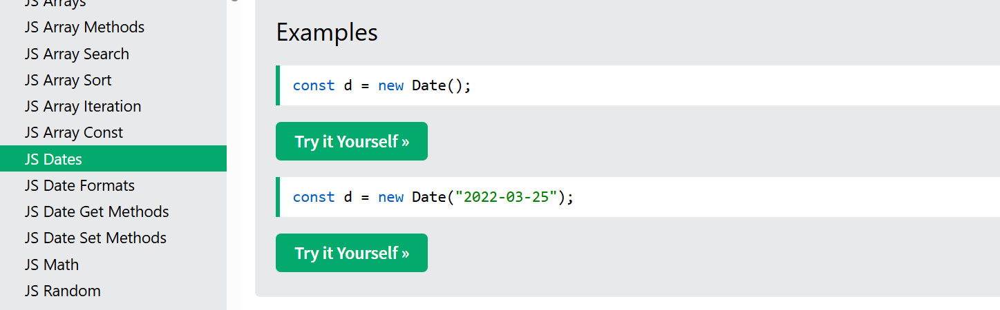 JS Arrays
JS Array Methods
JS Array Search
JS Array Sort
JS Array Iteration
JS Array Const
JS Dates
JS Date Formats
JS Date Get Methods
JS Date Set Methods
JS Math
JS Random
Examples
const d = new Date();
Try it Yourself »
const d = new Date("2022-03-25");
Try it Yourself »